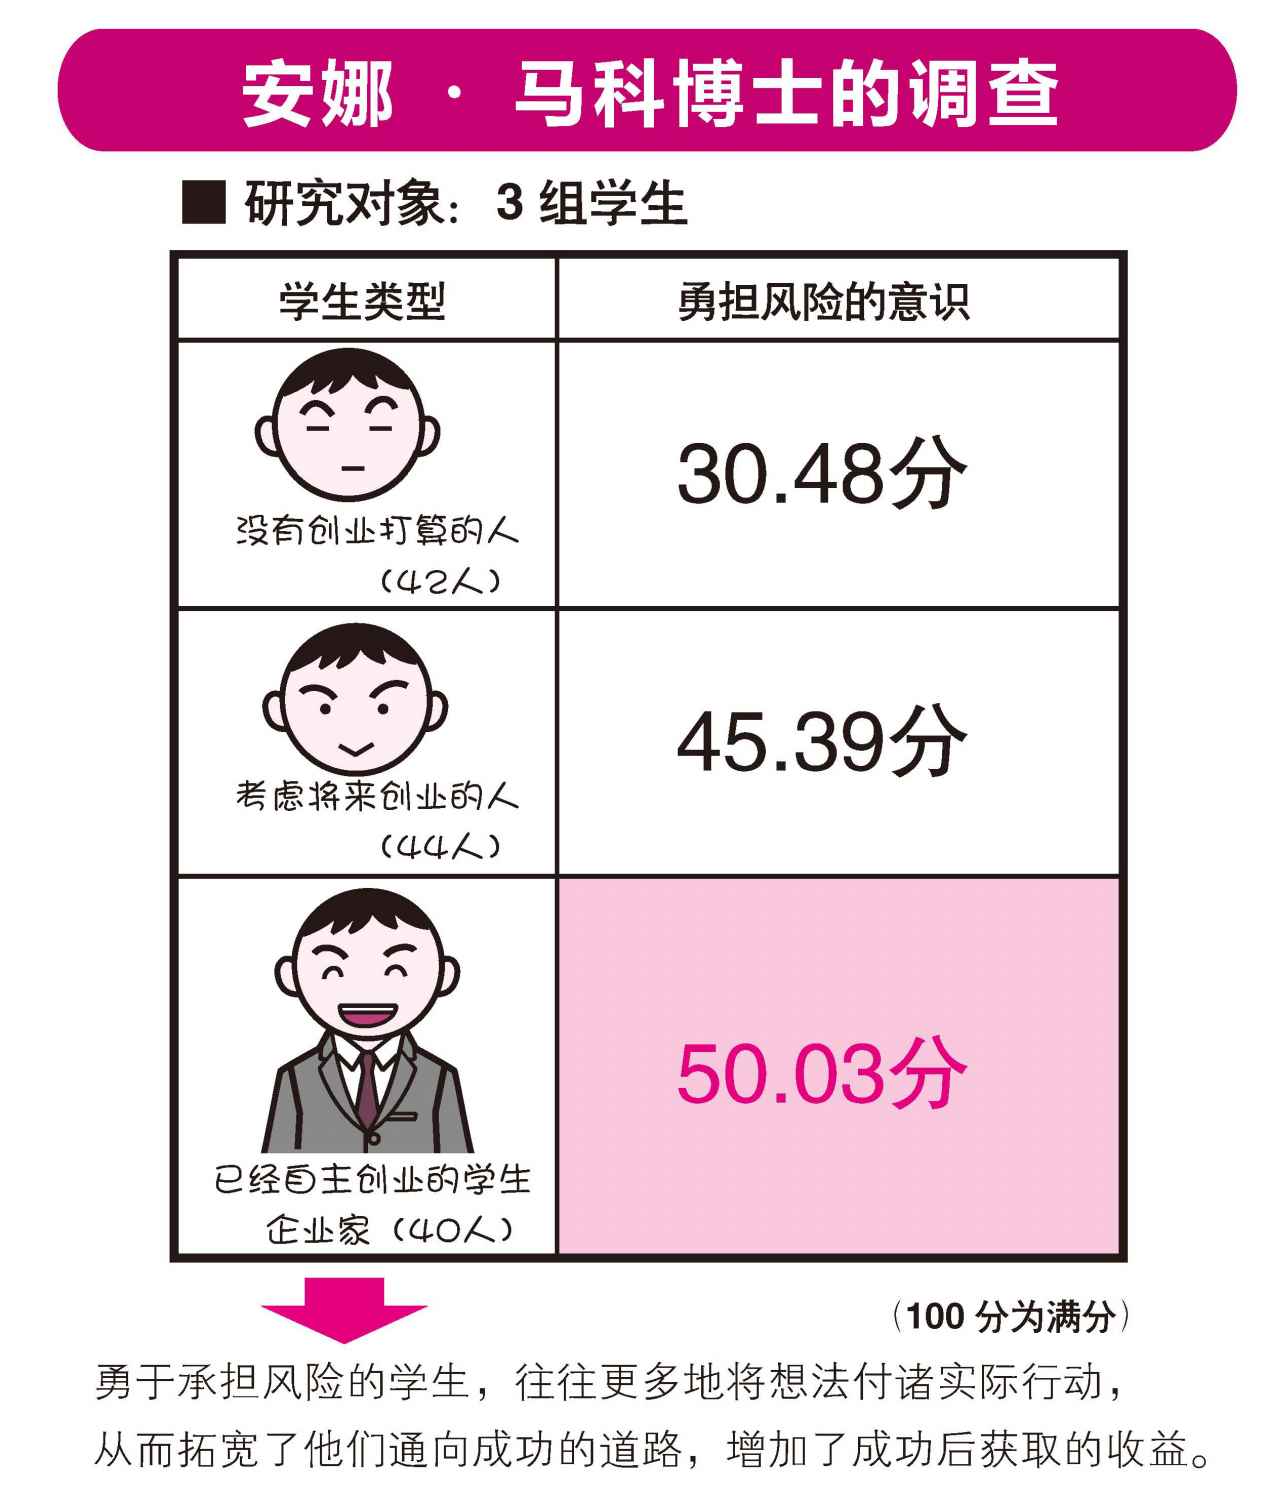 安娜 · 马科博士的调查
■ 研究对象：3 组学生
学生类型
勇担风险的意识
没有创业打算的人
（42人）
30.48分
考虑将来创业的人
（44人）
45.39分
已经自主创业的学生
企业家（40人）
50.03分
（100 分为满分）
勇于承担风险的学生，往往更多地将想法付诸实际行动，
从而拓宽了他们通向成功的道路，增加了成功后获取的收益。